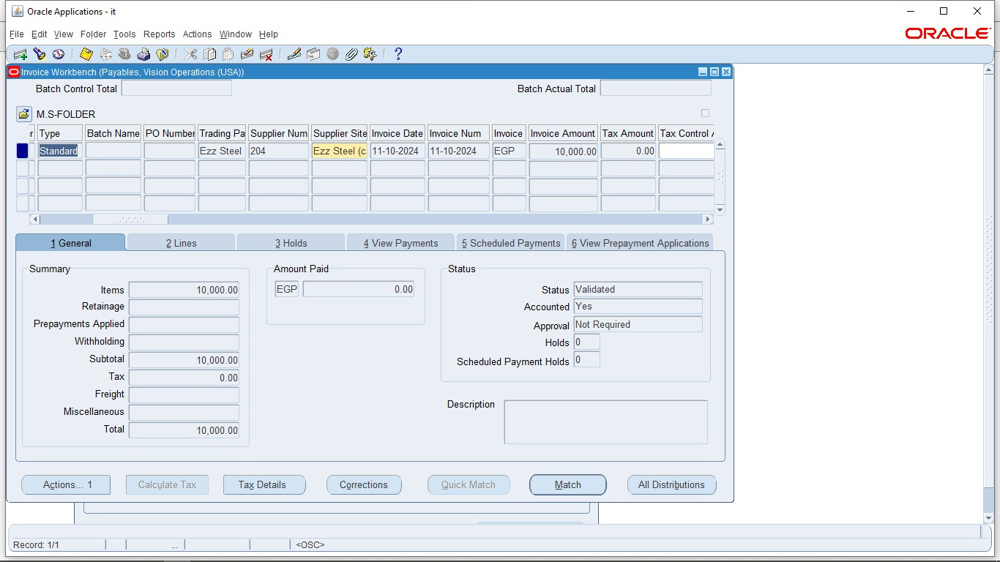 Oracle Applications - it
File Edit View Folder Tools Reports Actions Window Help
ORACLE
Invoice Workbench (Payables, Vision Operations (USA))
Batch Control Total Batch Actual Total
M.S-FOLDER
r Type Batch Name PO Number Trading Pa Supplier Num Supplier Site Invoice Date Invoice Num Invoice Invoice Amount Tax Amount Tax Control A
Standard Ezz Steel 204 Ezz Steel (c 11-10-2024 11-10-2024 EGP 10,000.00 0.00
1 General 2 Lines 3 Holds 4 View Payments 5 Scheduled Payments 6 View Prepayment Applications
Summary Amount Paid Status
Items 10,000.00 EGP 0.00 Status Validated
Retainage Accounted Yes
Prepayments Applied Approval Not Required
Withholding Holds 0
Subtotal 10,000.00 Scheduled Payment Holds 0
Tax 0.00
Freight
Description
Miscellaneous
Total 10,000.00
Actions... 1 Calculate Tax Tax Details Corrections Quick Match Match All Distributions
Record: 1/1 ... <OSC>